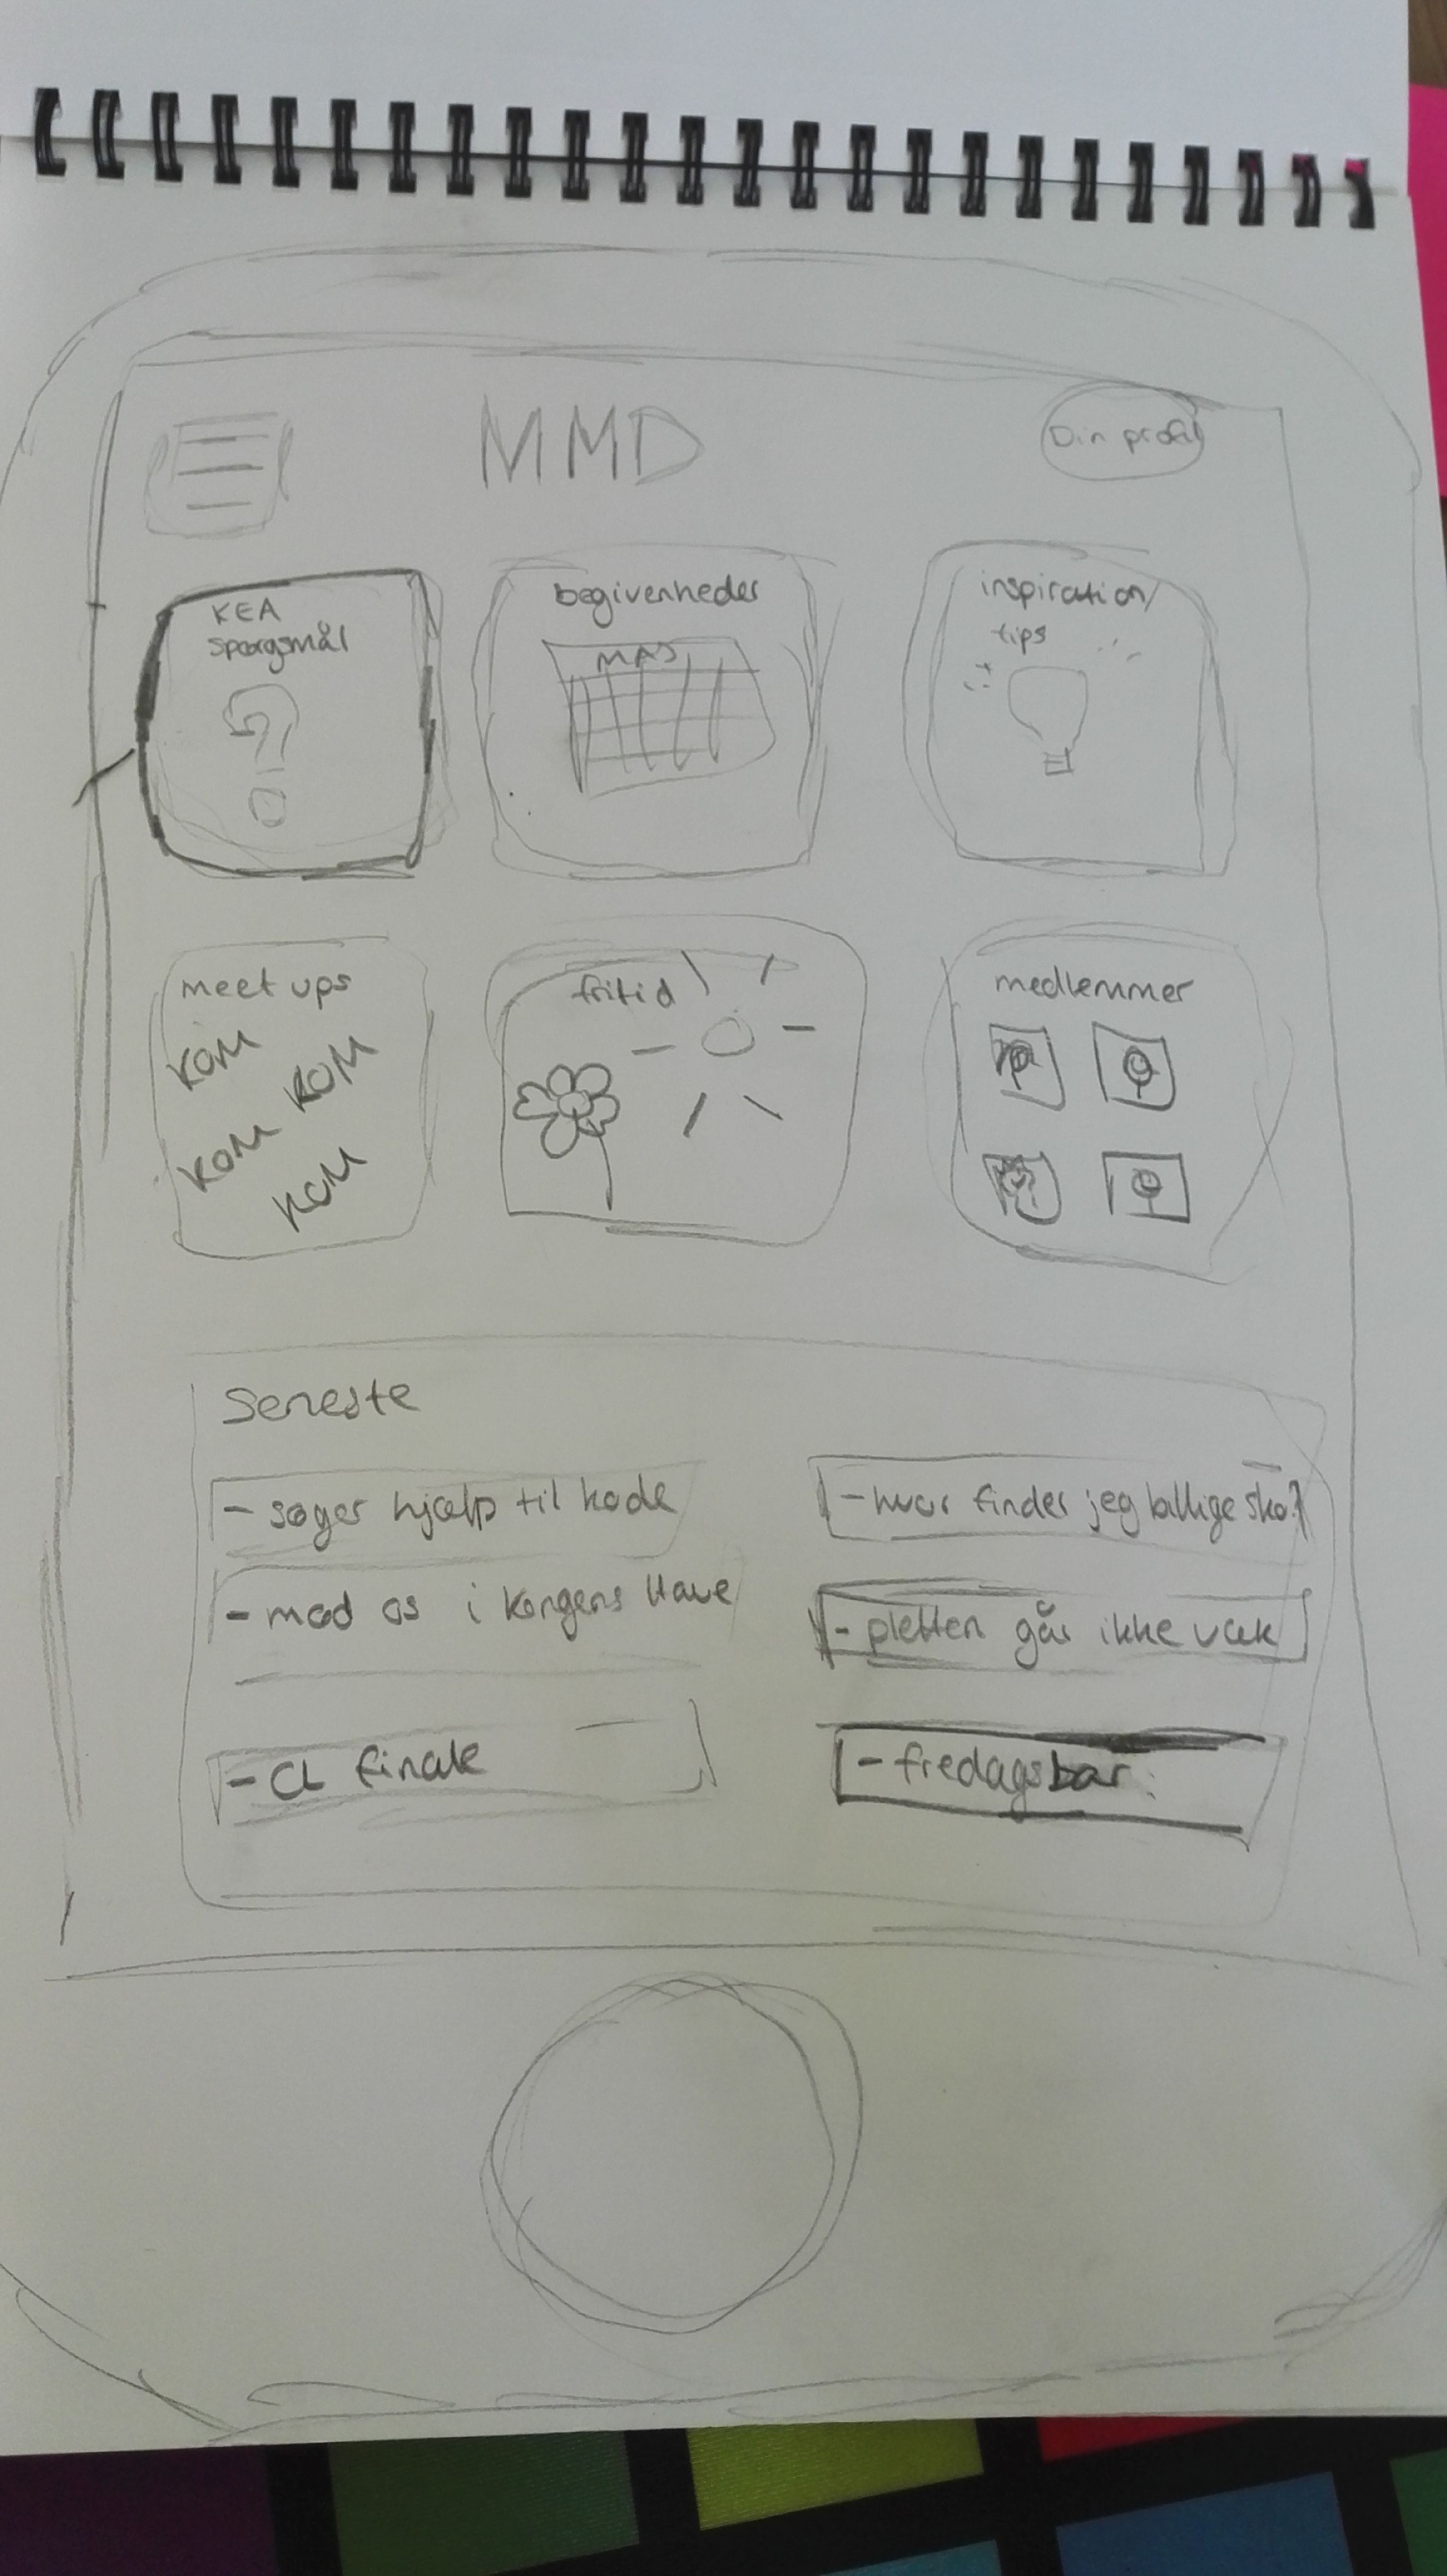 MMD
Din profil
KEA
spørgsmål
begivenheder
MAJ
inspiration/
tips
meet ups
KOM
KOM
KOM
KOM
fritid
medlemmer
Seneste
- søger hjælp til kode
- hvor finder jeg billige sko?
- mød os i Kongens Have
- pletten går ikke væk
- CL finale
- fredagsbar